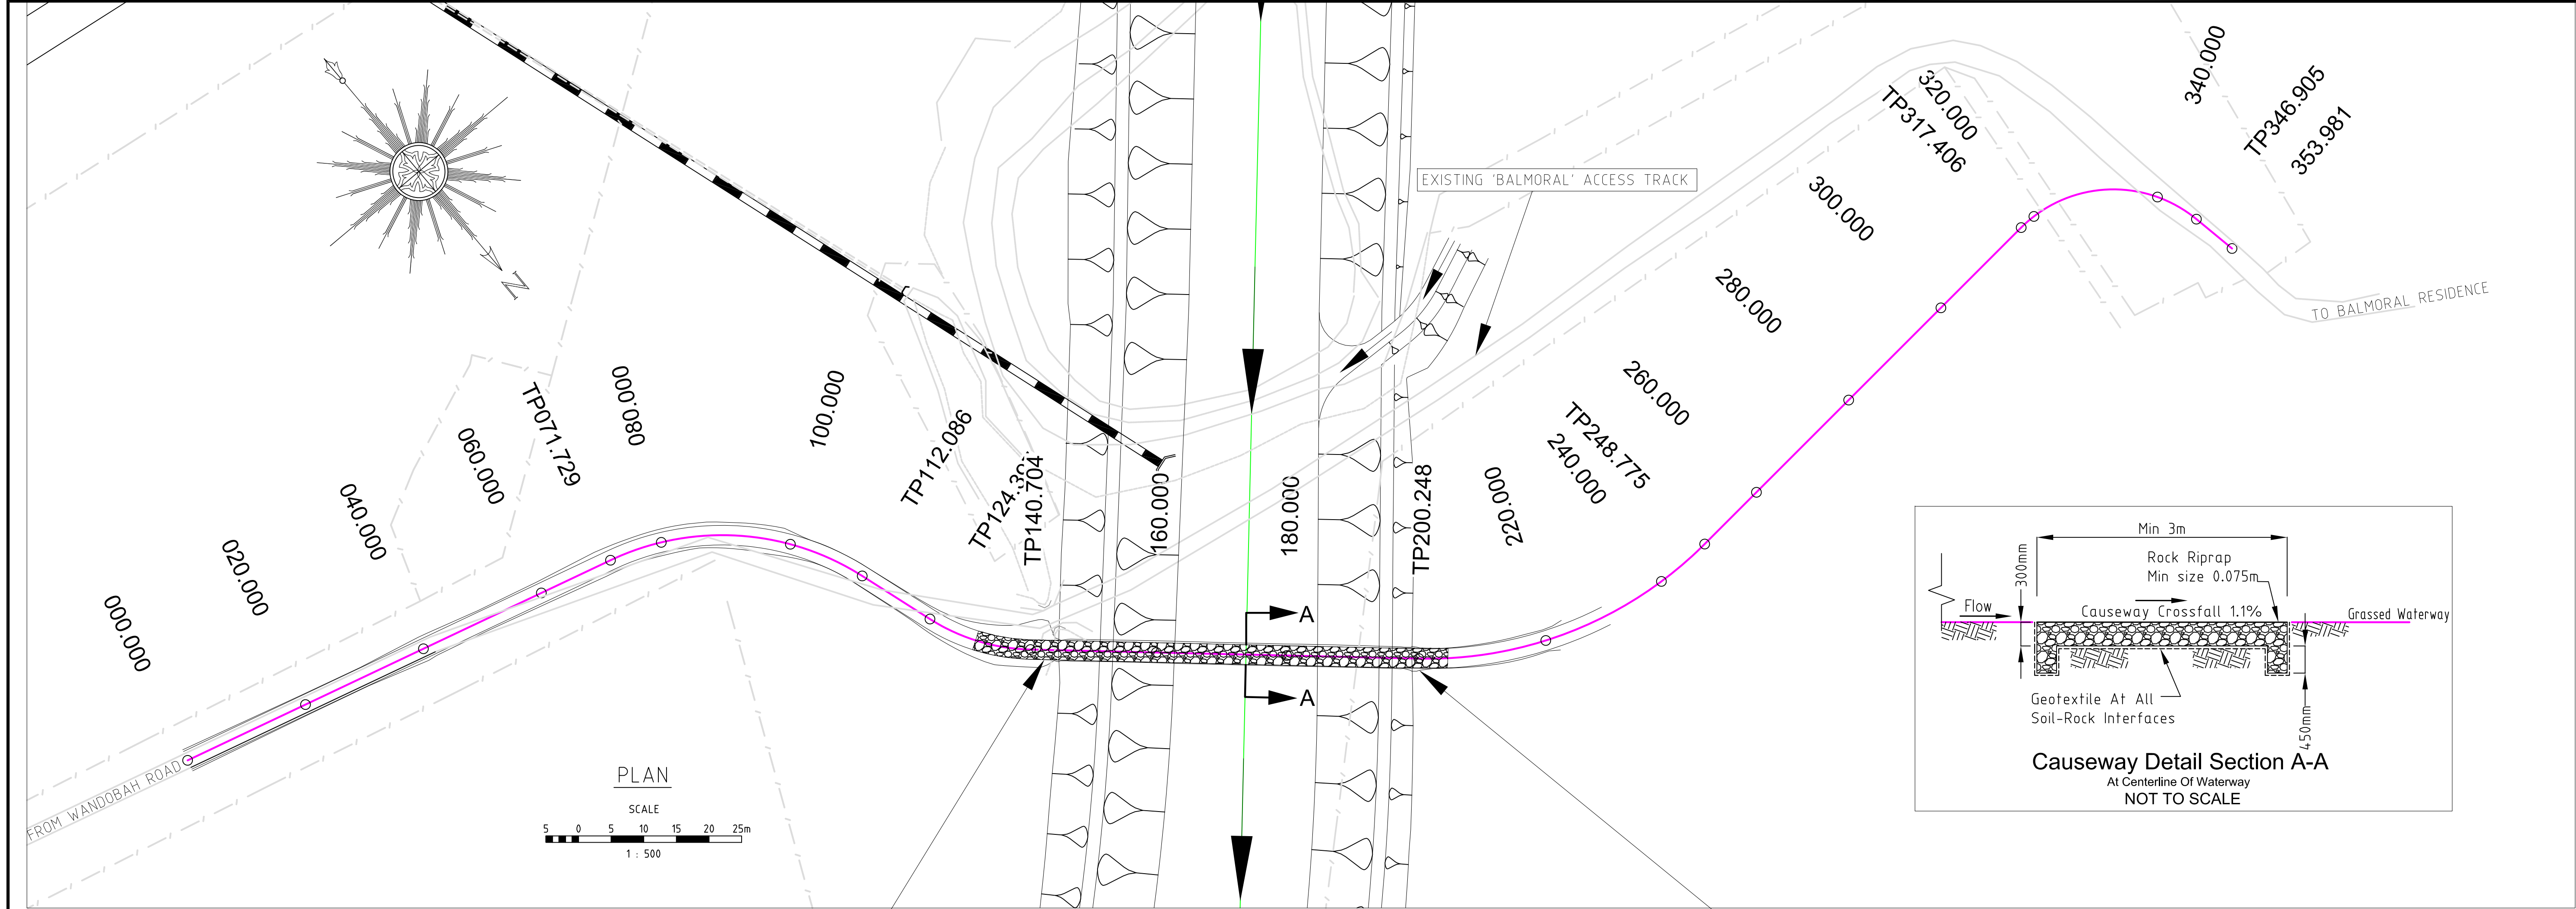 000.000
020.000
040.000
060.000
TP071.729
080.000
100.000
TP112.086
TP140.704
160.000
180.000
TP200.248
220.000
240.000
TP248.775
260.000
280.000
300.000
TP317.406
320.000
340.000
TP346.905
353.981
N
EXISTING 'BALMORAL' ACCESS TRACK
TO BALMORAL RESIDENCE
FROM WANDOBAH ROAD
A
A
PLAN
SCALE
5 0 5 10 15 20 25m
1 : 500
Min 3m
300mm
Rock Riprap
Min size 0.075m
Flow
Causeway Crossfall 1.1%
Grassed Waterway
Geotextile At All
Soil-Rock Interfaces
450mm
Causeway Detail Section A-A
At Centerline Of Waterway
NOT TO SCALE